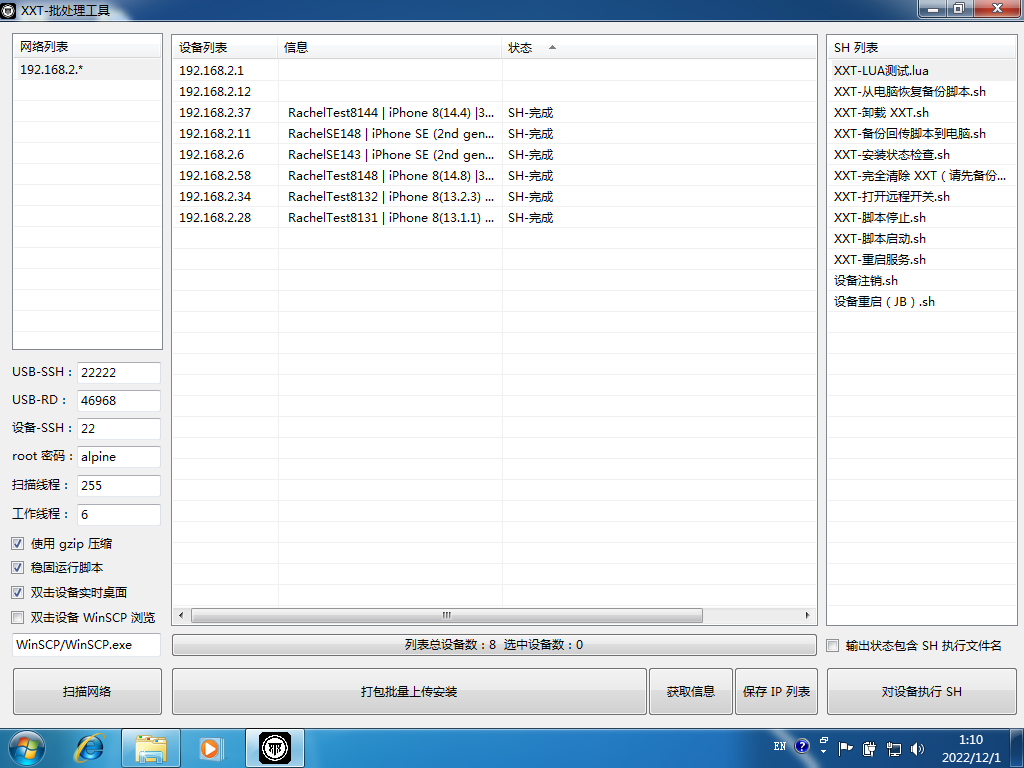 XXT-批处理工具
网络列表
192.168.2.*
设备列表 信息 状态
192.168.2.1
192.168.2.12
192.168.2.37 RachelTest8144 | iPhone 8(14.4) |3... SH-完成
192.168.2.11 RachelSE148 | iPhone SE (2nd gen... SH-完成
192.168.2.6 RachelSE143 | iPhone SE (2nd gen... SH-完成
192.168.2.58 RachelTest8148 | iPhone 8(14.8) |3... SH-完成
192.168.2.34 RachelTest8132 | iPhone 8(13.2.3) ... SH-完成
192.168.2.28 RachelTest8131 | iPhone 8(13.1.1) ... SH-完成
SH 列表
XXT-LUA测试.lua
XXT-从电脑恢复备份脚本.sh
XXT-卸载 XXT.sh
XXT-备份回传脚本到电脑.sh
XXT-安装状态检查.sh
XXT-完全清除 XXT（请先备份...
XXT-打开远程开关.sh
XXT-脚本停止.sh
XXT-脚本启动.sh
XXT-重启服务.sh
设备注销.sh
设备重启（JB）.sh
USB-SSH： 22222
USB-RD： 46968
设备-SSH： 22
root 密码： alpine
扫描线程： 255
工作线程： 6
使用 gzip 压缩
稳固运行脚本
双击设备实时桌面
双击设备 WinSCP 浏览
WinSCP/WinSCP.exe
列表总设备数：8 选中设备数：0
输出状态包含 SH 执行文件名
扫描网络
打包批量上传安装
获取信息
保存 IP 列表
对设备执行 SH
EN
1:10
2022/12/1